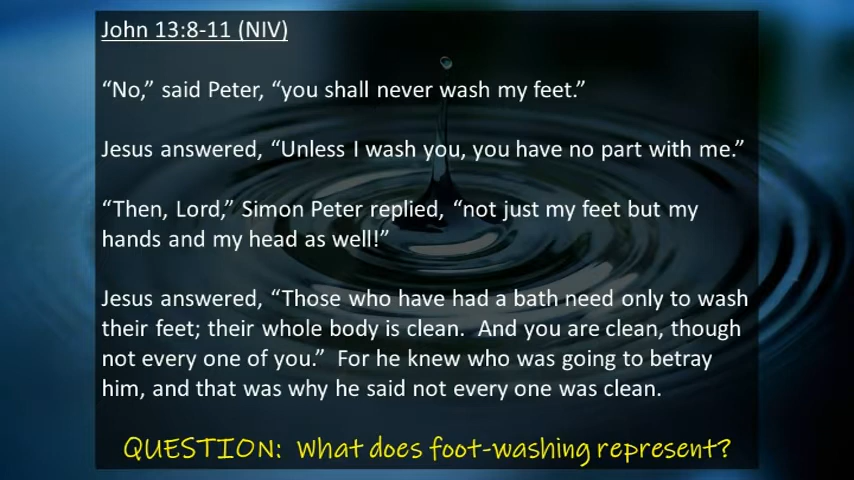 John 13:8-11 (NIV)
“No,” said Peter, “you shall never wash my feet.”
Jesus answered, “Unless I wash you, you have no part with me.”
“Then, Lord,” Simon Peter replied, “not just my feet but my
hands and my head as well!”
Jesus answered, “Those who have had a bath need only to wash
their feet; their whole body is clean.  And you are clean, though
not every one of you.”  For he knew who was going to betray
him, and that was why he said not every one was clean.
QUESTION:  What does foot-washing represent?